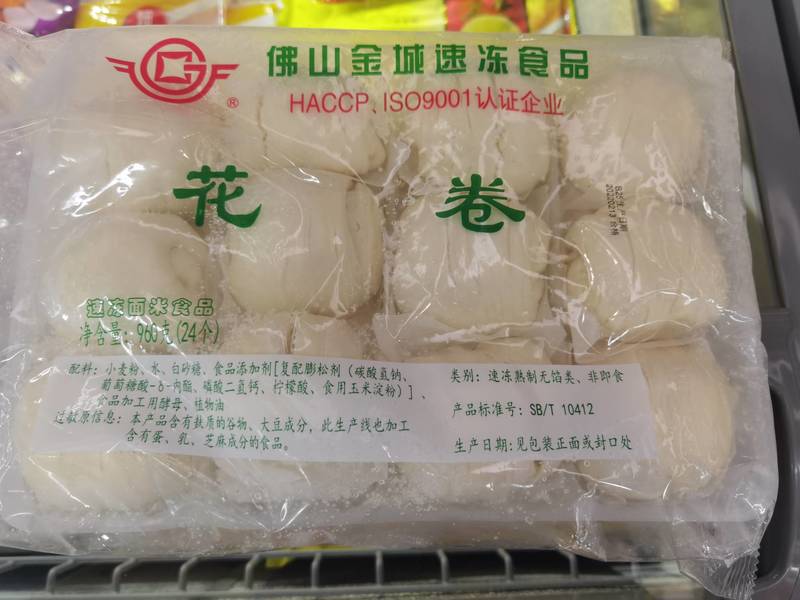 佛山金城速冻食品
®
HACCP、ISO9001认证企业
花卷
生产日期
20220213 合格
速冻面米食品
净含量：960克(24个)
配料：小麦粉、水、白砂糖、食品添加剂[复配膨松剂（碳酸氢钠、
葡萄糖酸-δ-内酯、磷酸二氢钙、柠檬酸、食用玉米淀粉）]、
食品加工用酵母、植物油
过敏原信息：本产品含有麸质的谷物、大豆成分，此生产线也加工
含有蛋、乳、芝麻成分的食品。
类别：速冻熟制无馅类、非即食
产品标准号：SB/T 10412
生产日期：见包装正面或封口处